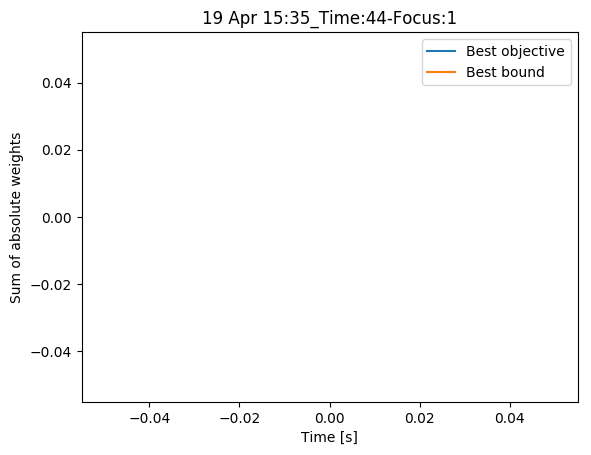 19 Apr 15:35_Time:44-Focus:1
Best objective
Best bound
0.04
0.02
0.00
−0.02
−0.04
Sum of absolute weights
−0.04
−0.02
0.00
0.02
0.04
Time [s]